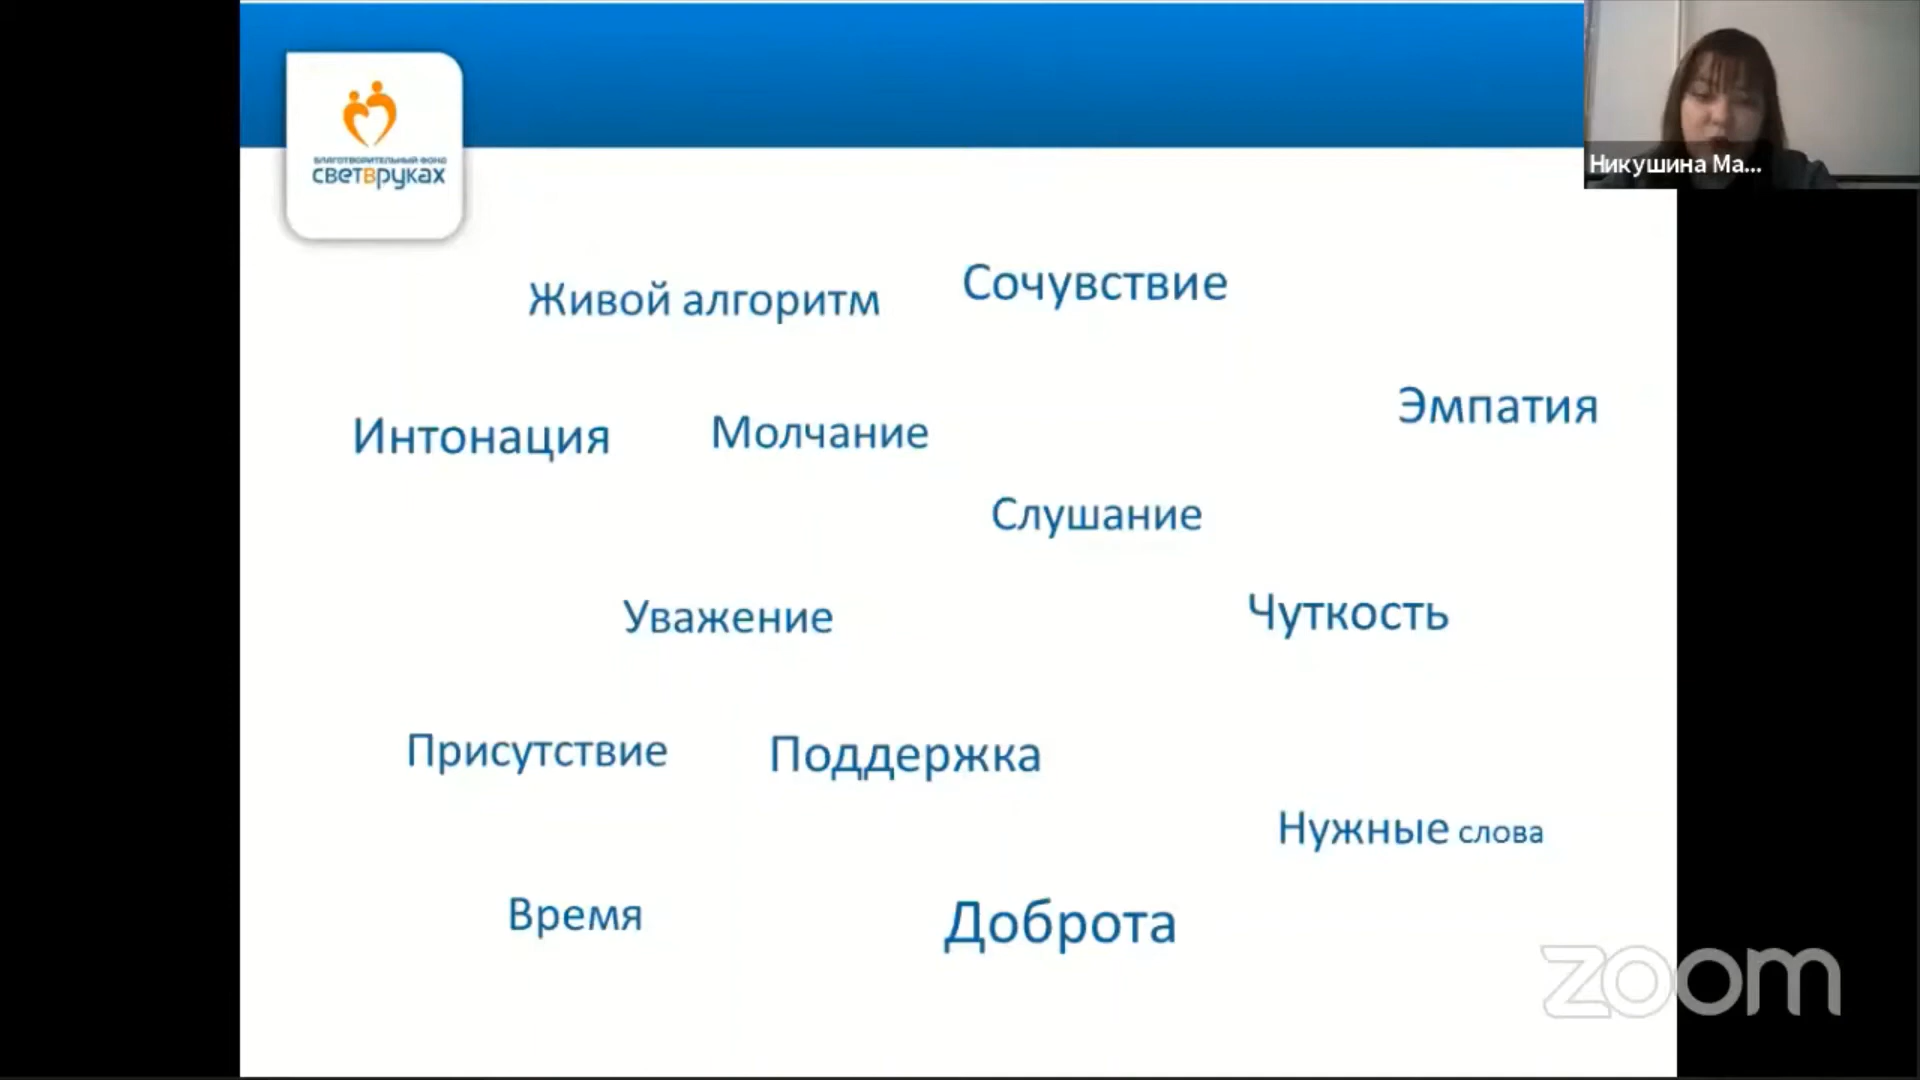 Никушина Ма...
БЛАГОТВОРИТЕЛЬНЫЙ ФОНД
светвруках
Живой алгоритм
Сочувствие
Эмпатия
Интонация
Молчание
Слушание
Уважение
Чуткость
Присутствие
Поддержка
Нужные слова
Время
Доброта
zoom